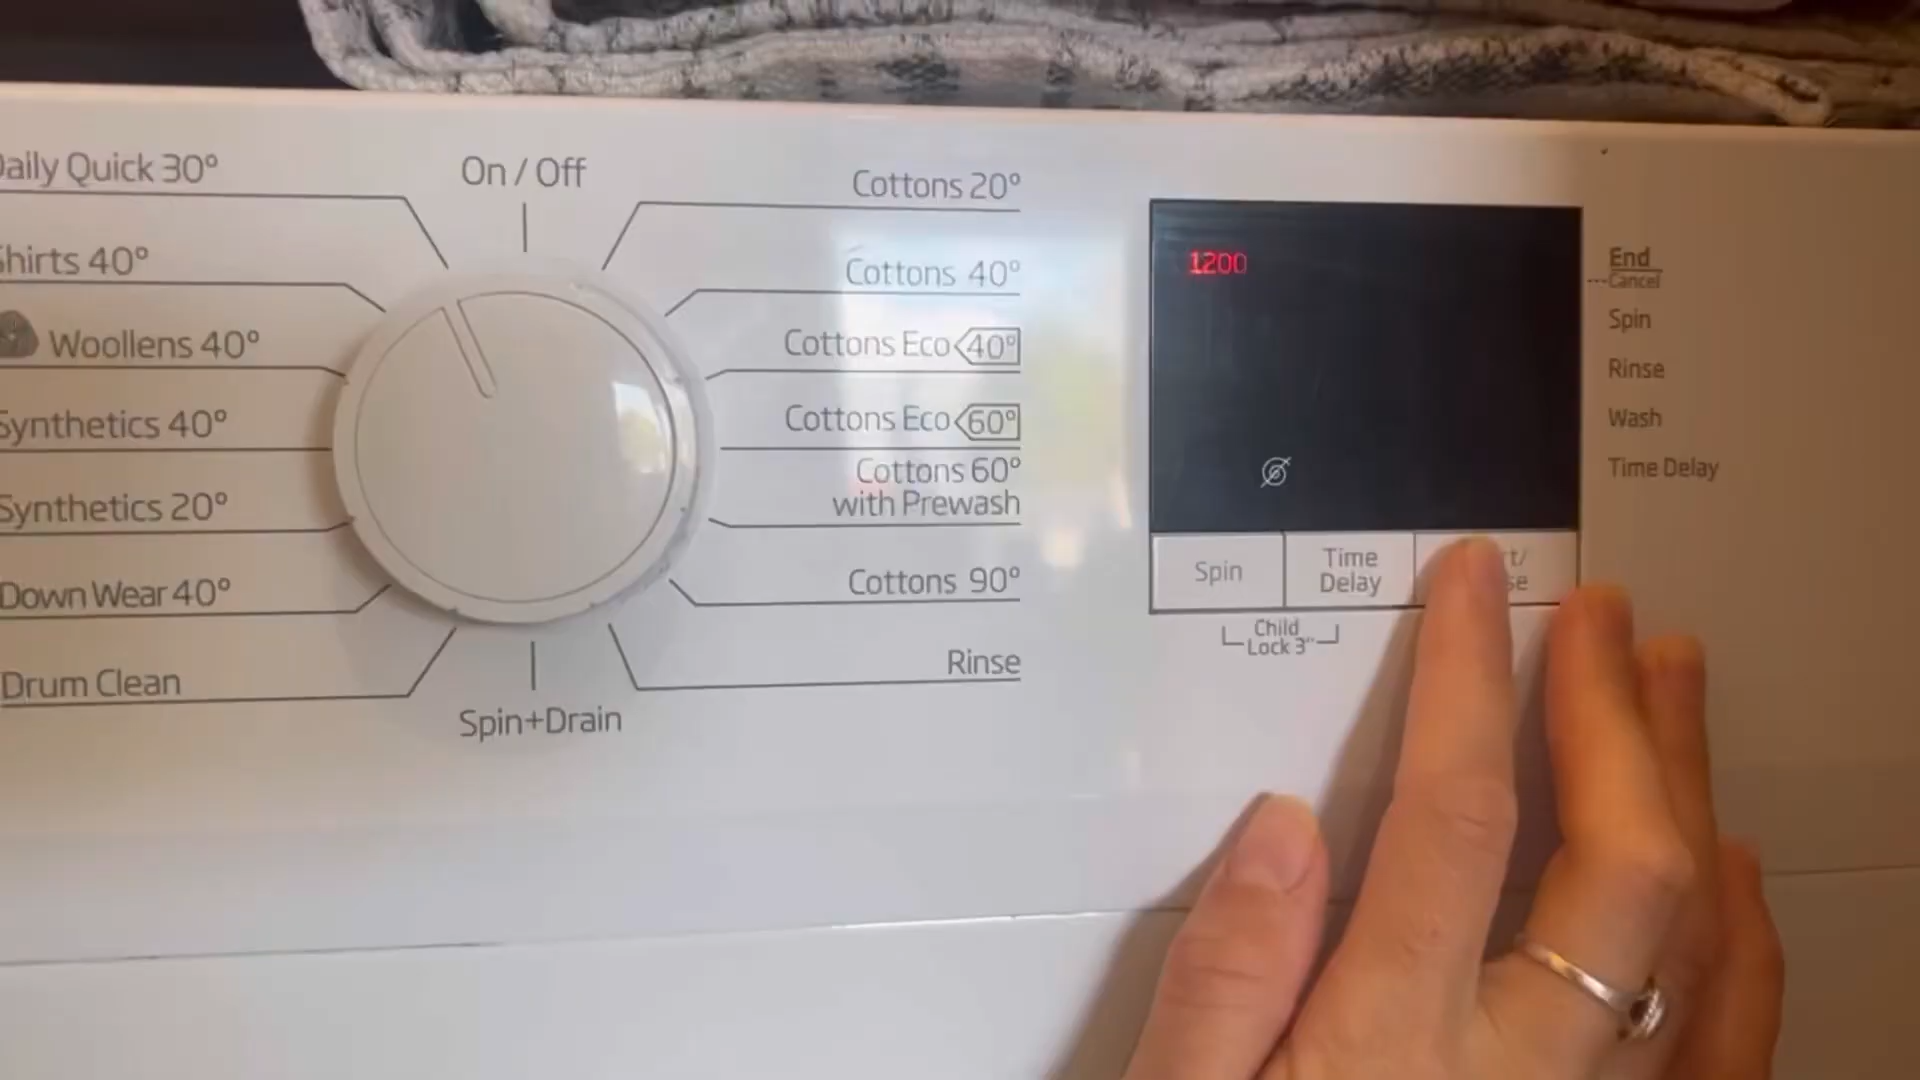 Daily Quick 30°
On / Off
Cottons 20°
Shirts 40°
Cottons 40°
Woollens 40°
Cottons Eco 40°
Synthetics 40°
Cottons Eco 60°
Cottons 60°
with Prewash
Synthetics 20°
Down Wear 40°
Cottons 90°
Drum Clean
Rinse
Spin+Drain
1200
End
Cancel
Spin
Rinse
Wash
Time Delay
Spin
Time
Delay
Child
Lock 3"